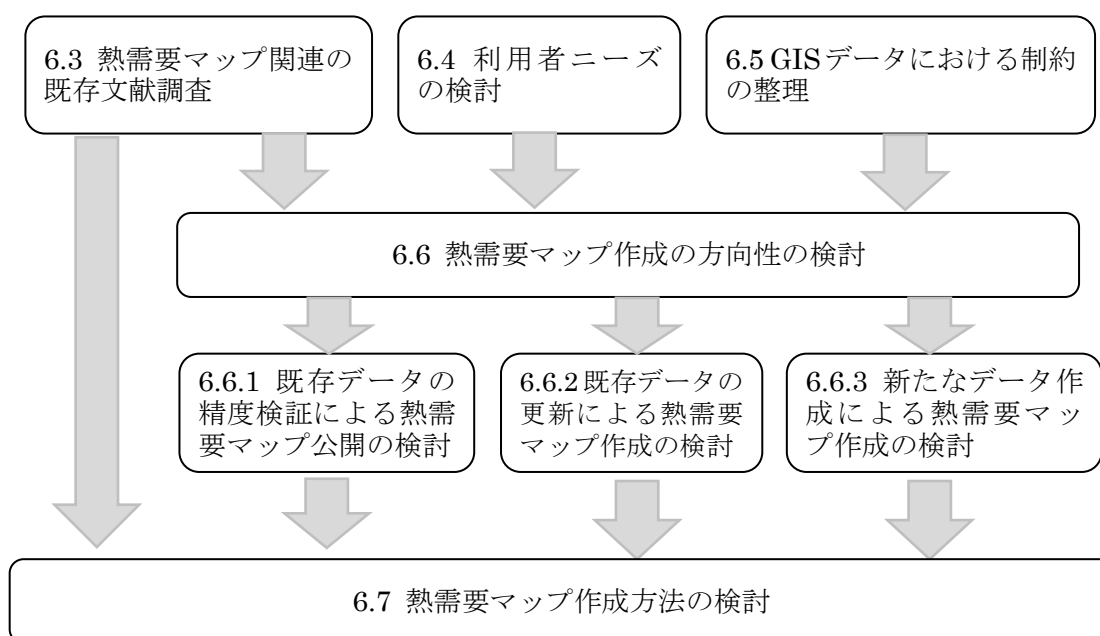 6.3 熱需要マップ関連の
既存文献調査
6.4 利用者ニーズ
の検討
6.5 GISデータにおける制約
の整理
6.6 熱需要マップ作成の方向性の検討
6.6.1 既存データの
精度検証による熱需
要マップ公開の検討
6.6.2既存データの
更新による熱需要
マップ作成の検討
6.6.3 新たなデータ作
成による熱需要マッ
プ作成の検討
6.7 熱需要マップ作成方法の検討